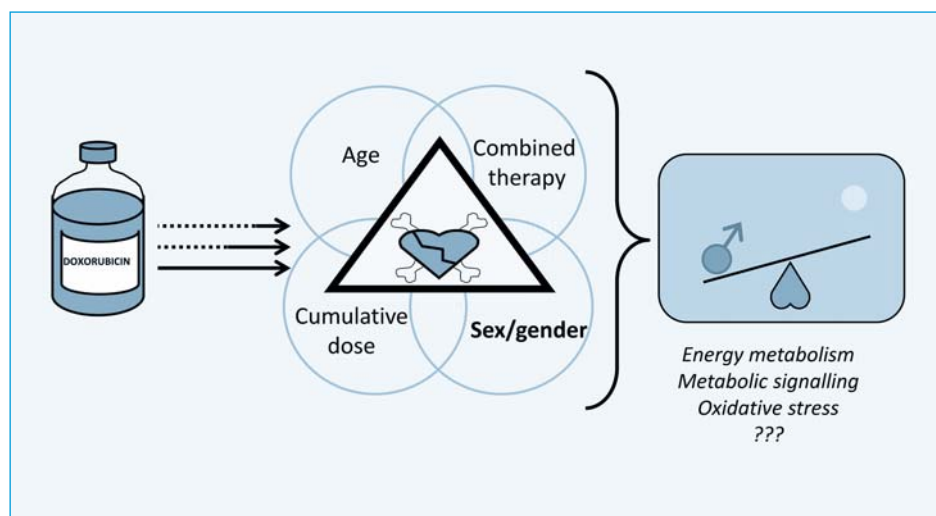 DOXORUBICIN
Age
Combined
therapy
Cumulative
dose
Sex/gender
Energy metabolism
Metabolic signalling
Oxidative stress
???